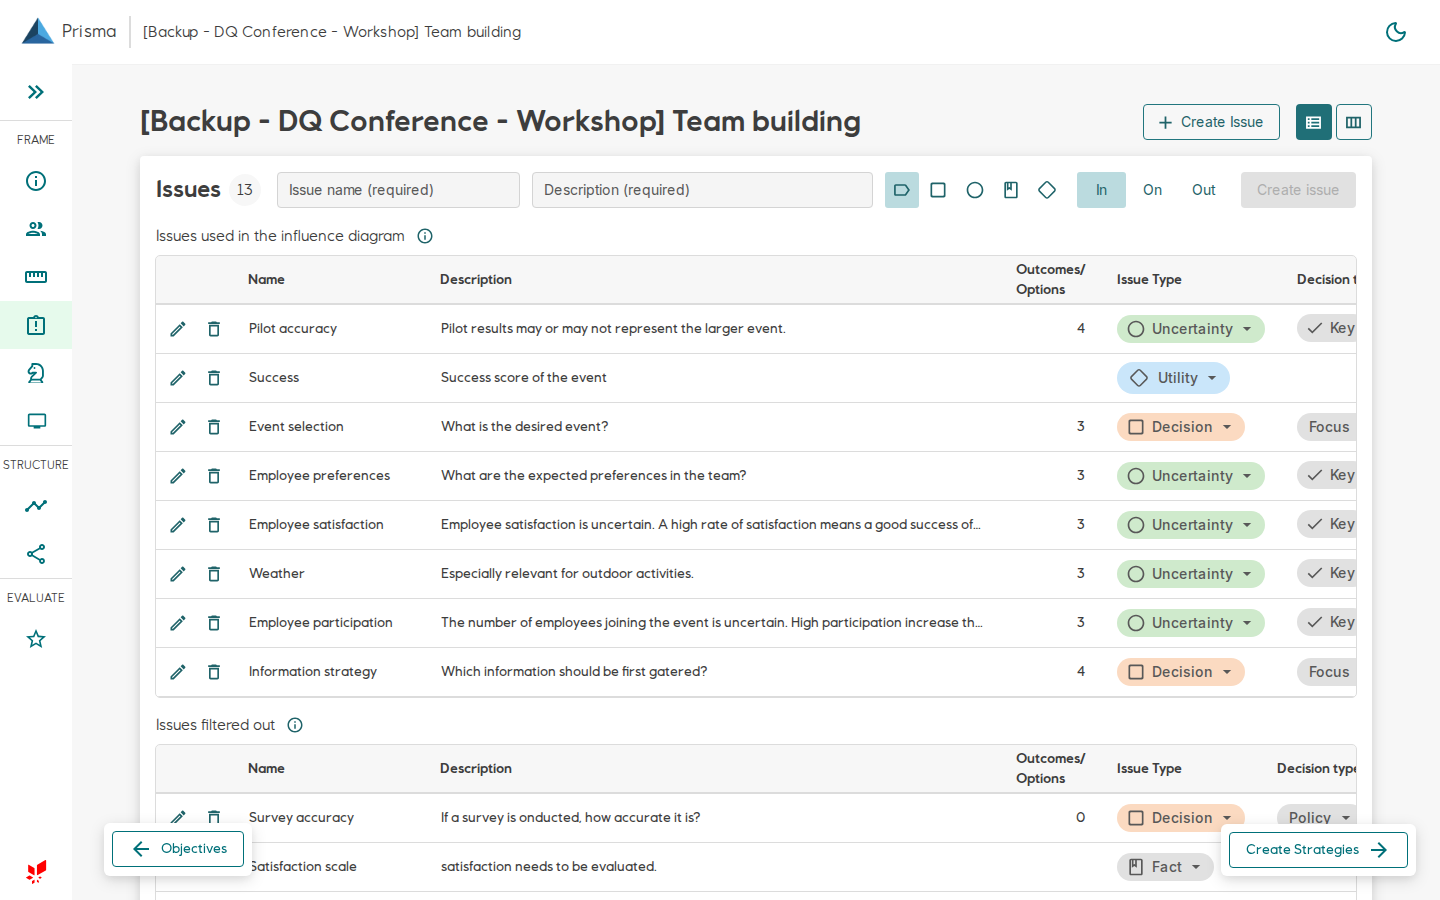 Prisma
[Backup - DQ Conference - Workshop] Team building
FRAME
STRUCTURE
EVALUATE
[Backup - DQ Conference - Workshop] Team building
Create Issue
Issues 13 Issue name (required) Description (required) In On Out Create issue
Issues used in the influence diagram
Name Description Outcomes/ Options Issue Type Decision t
Pilot accuracy Pilot results may or may not represent the larger event. 4 Uncertainty Key
Success Success score of the event Utility
Event selection What is the desired event? 3 Decision Focus
Employee preferences What are the expected preferences in the team? 3 Uncertainty Key
Employee satisfaction Employee satisfaction is uncertain. A high rate of satisfaction means a good success of... 3 Uncertainty Key
Weather Especially relevant for outdoor activities. 3 Uncertainty Key
Employee participation The number of employees joining the event is uncertain. High participation increase th... 3 Uncertainty Key
Information strategy Which information should be first gatered? 4 Decision Focus
Issues filtered out
Name Description Outcomes/ Options Issue Type Decision type
Survey accuracy If a survey is onducted, how accurate it is? 0 Decision Policy
Satisfaction scale satisfaction needs to be evaluated. Fact
Objectives
Create Strategies